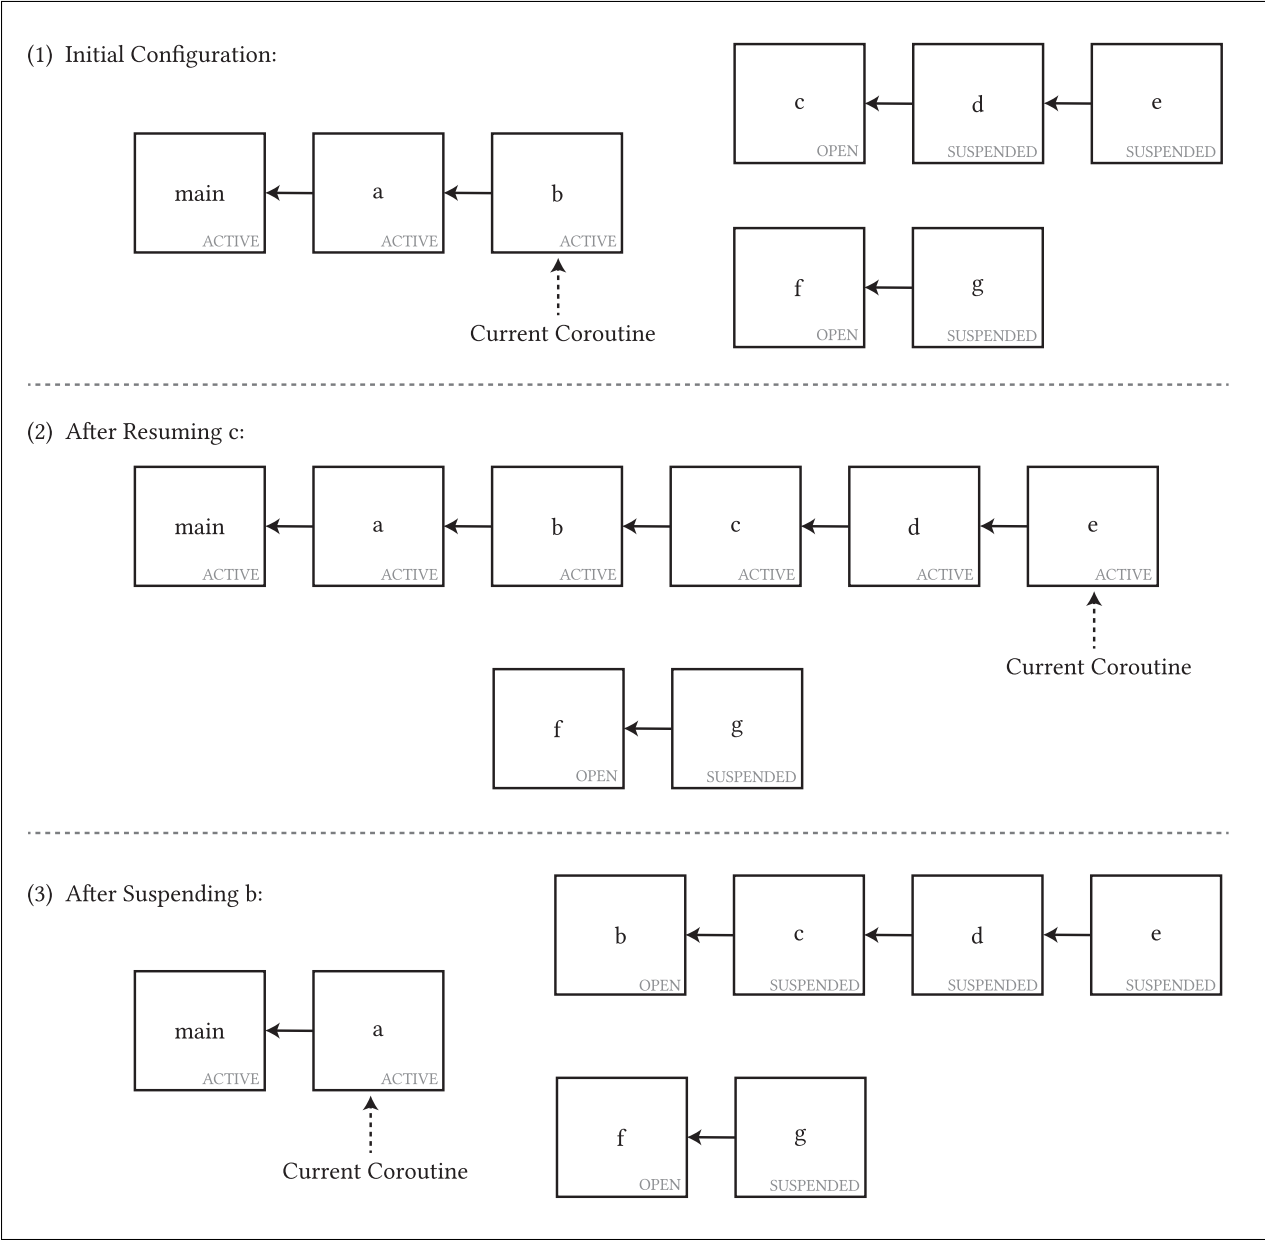 (1) Initial Configuration:
c
OPEN
d
SUSPENDED
e
SUSPENDED
main
ACTIVE
a
ACTIVE
b
ACTIVE
Current Coroutine
f
OPEN
g
SUSPENDED
(2) After Resuming c:
main
ACTIVE
a
ACTIVE
b
ACTIVE
c
ACTIVE
d
ACTIVE
e
ACTIVE
Current Coroutine
f
OPEN
g
SUSPENDED
(3) After Suspending b:
b
OPEN
c
SUSPENDED
d
SUSPENDED
e
SUSPENDED
main
ACTIVE
a
ACTIVE
Current Coroutine
f
OPEN
g
SUSPENDED